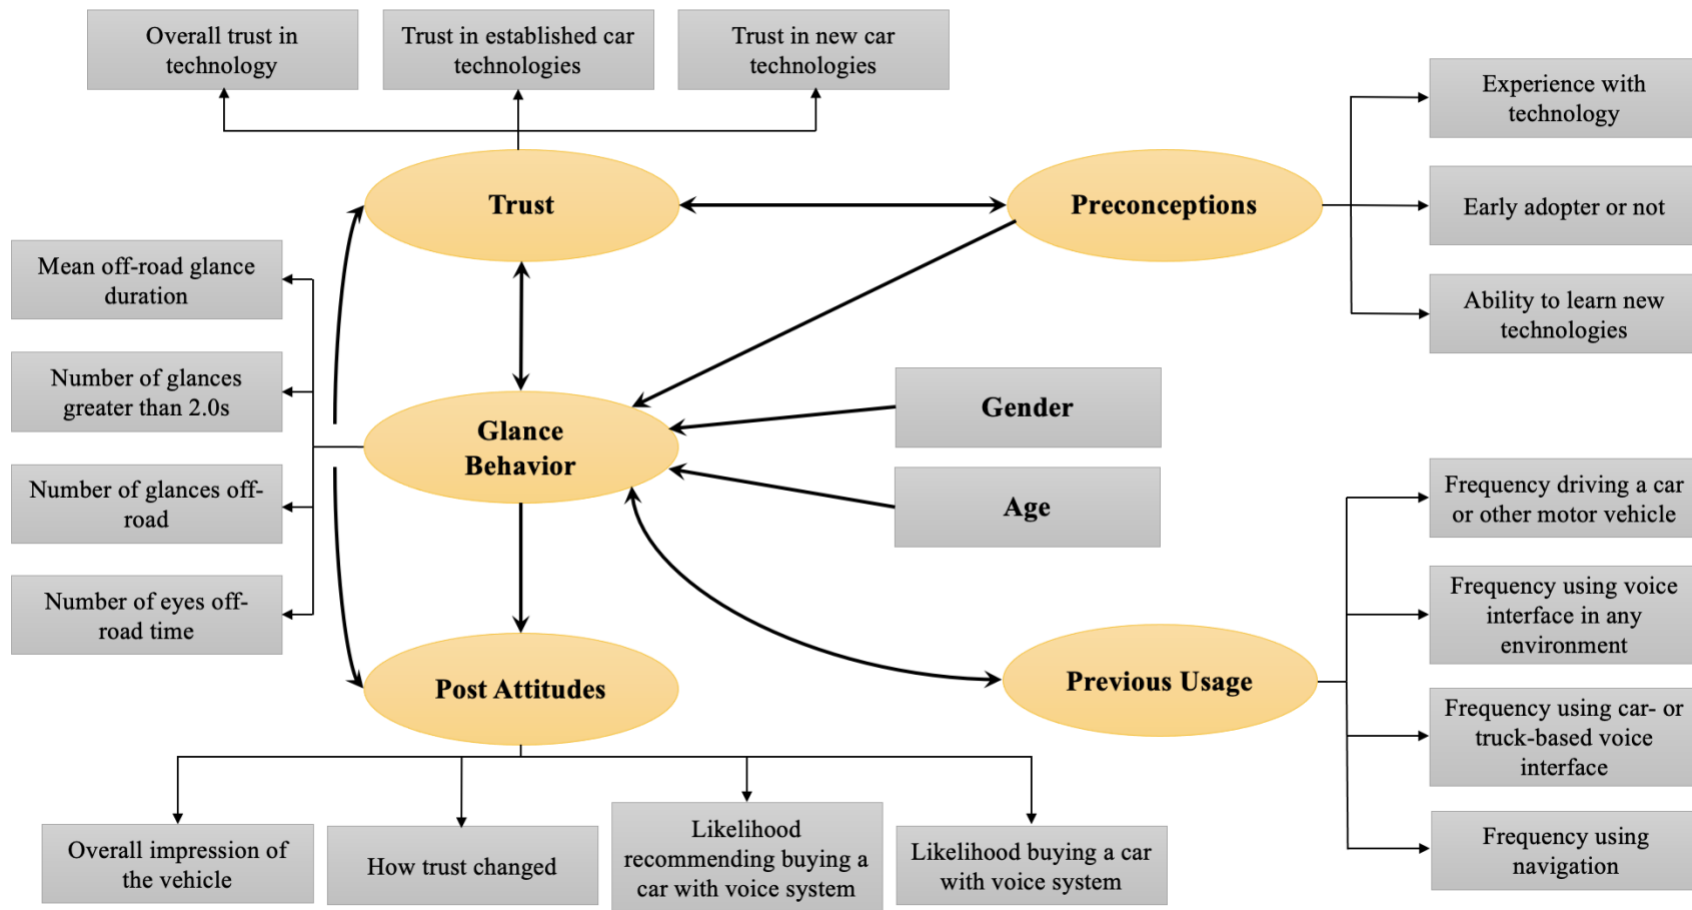 Overall trust in
technology
Trust in established car
technologies
Trust in new car
technologies
Experience with
technology
Early adopter or not
Ability to learn new
technologies
Trust
Preconceptions
Mean off-road glance
duration
Number of glances
greater than 2.0s
Number of glances off-
road
Number of eyes off-
road time
Glance
Behavior
Gender
Age
Post Attitudes
Previous Usage
Frequency driving a car
or other motor vehicle
Frequency using voice
interface in any
environment
Frequency using car- or
truck-based voice
interface
Frequency using
navigation
Overall impression of
the vehicle
How trust changed
Likelihood
recommending buying a
car with voice system
Likelihood buying a car
with voice system